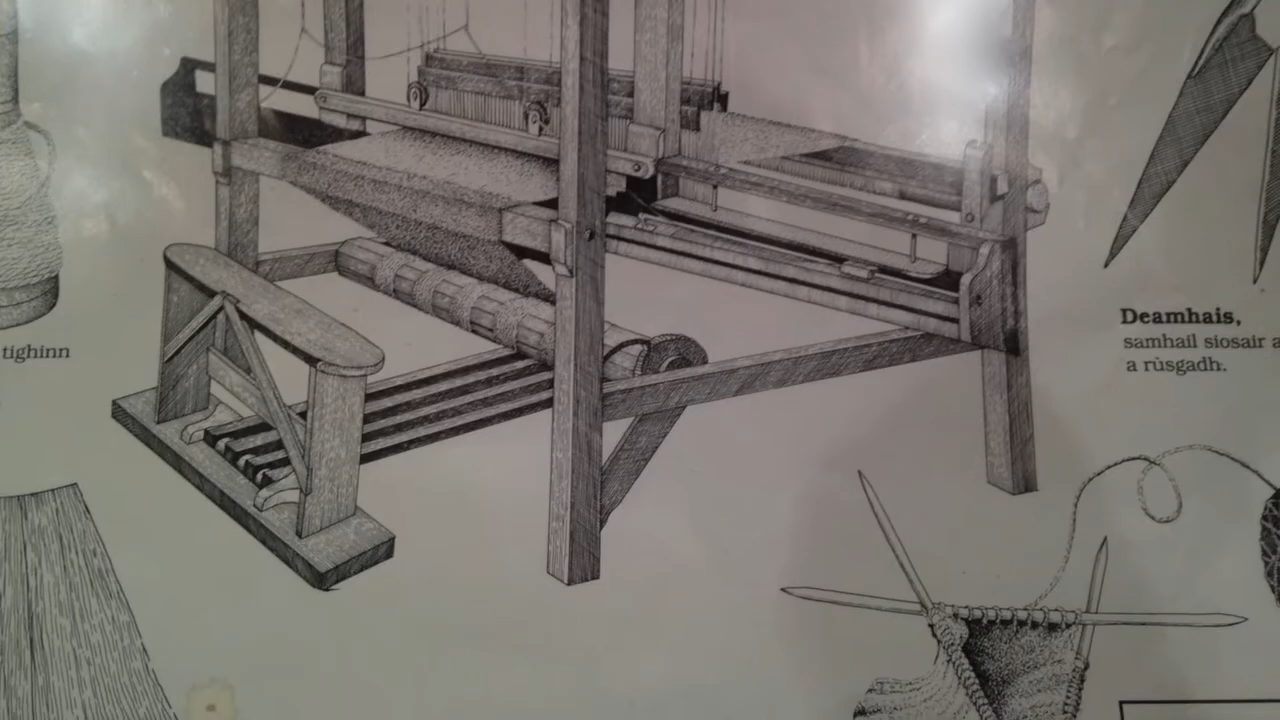 tighinn
Deamhais,
samhail siosair a
a rùsgadh.